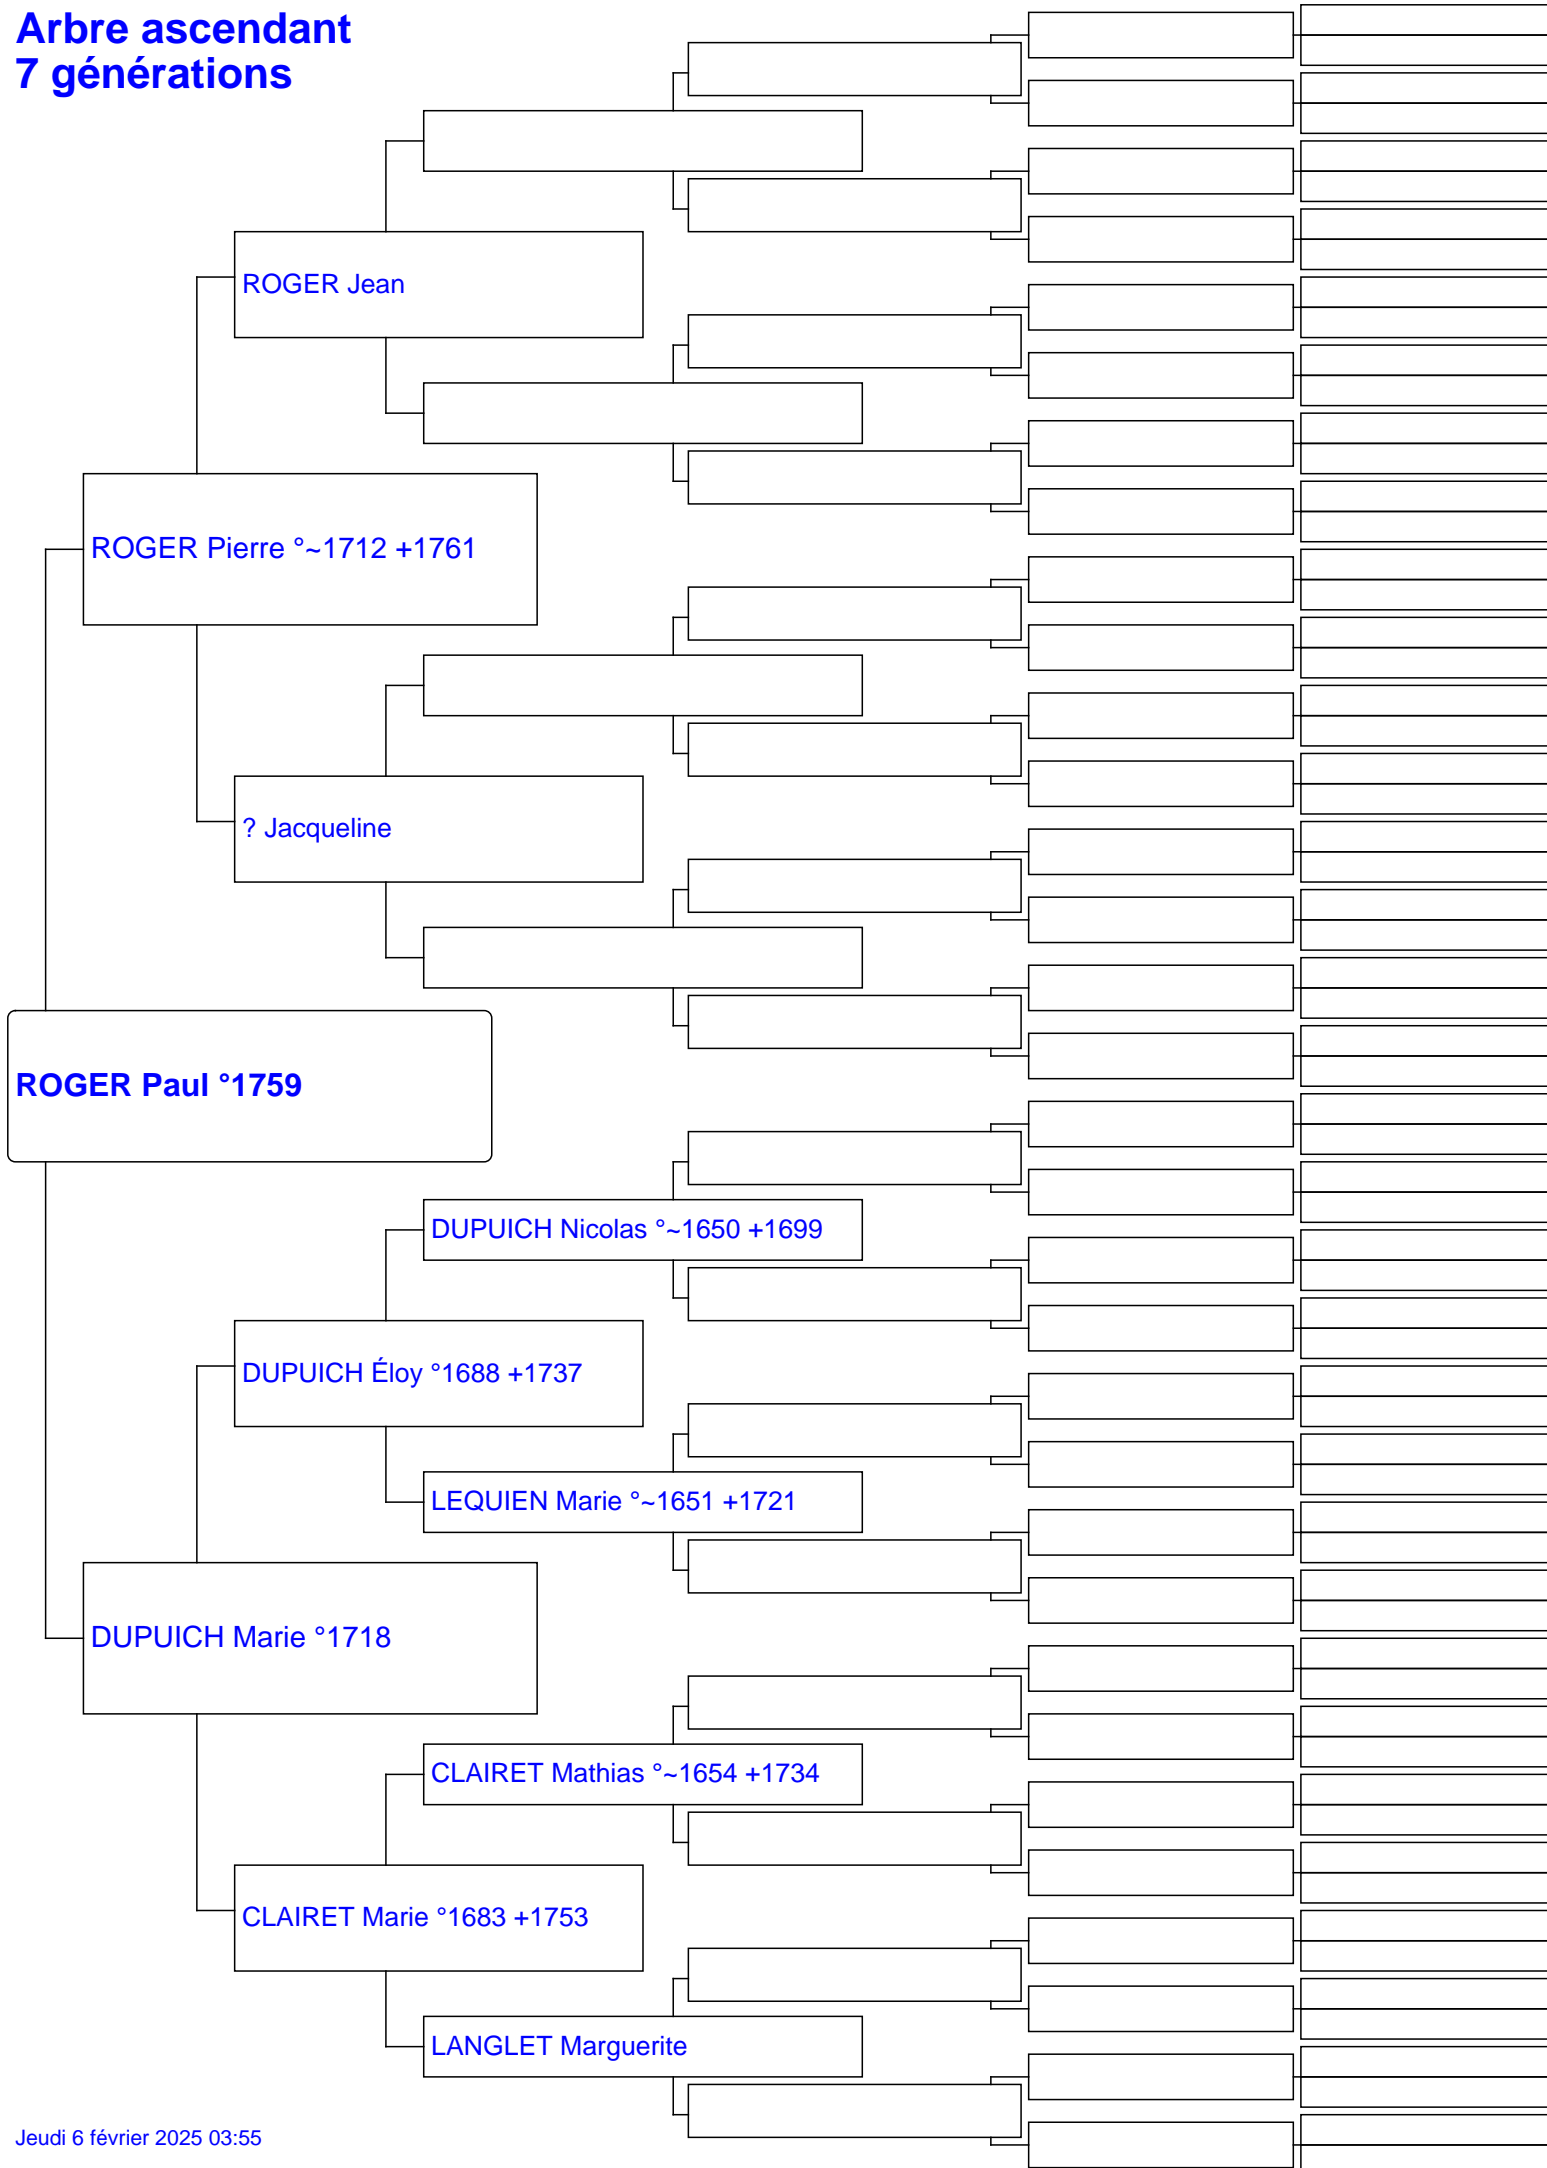 Arbre ascendant
7 générations
ROGER Jean
ROGER Pierre °~1712 +1761
? Jacqueline
ROGER Paul °1759
DUPUICH Nicolas °~1650 +1699
DUPUICH Éloy °1688 +1737
LEQUIEN Marie °~1651 +1721
DUPUICH Marie °1718
CLAIRET Mathias °~1654 +1734
CLAIRET Marie °1683 +1753
LANGLET Marguerite
Jeudi 6 février 2025 03:55